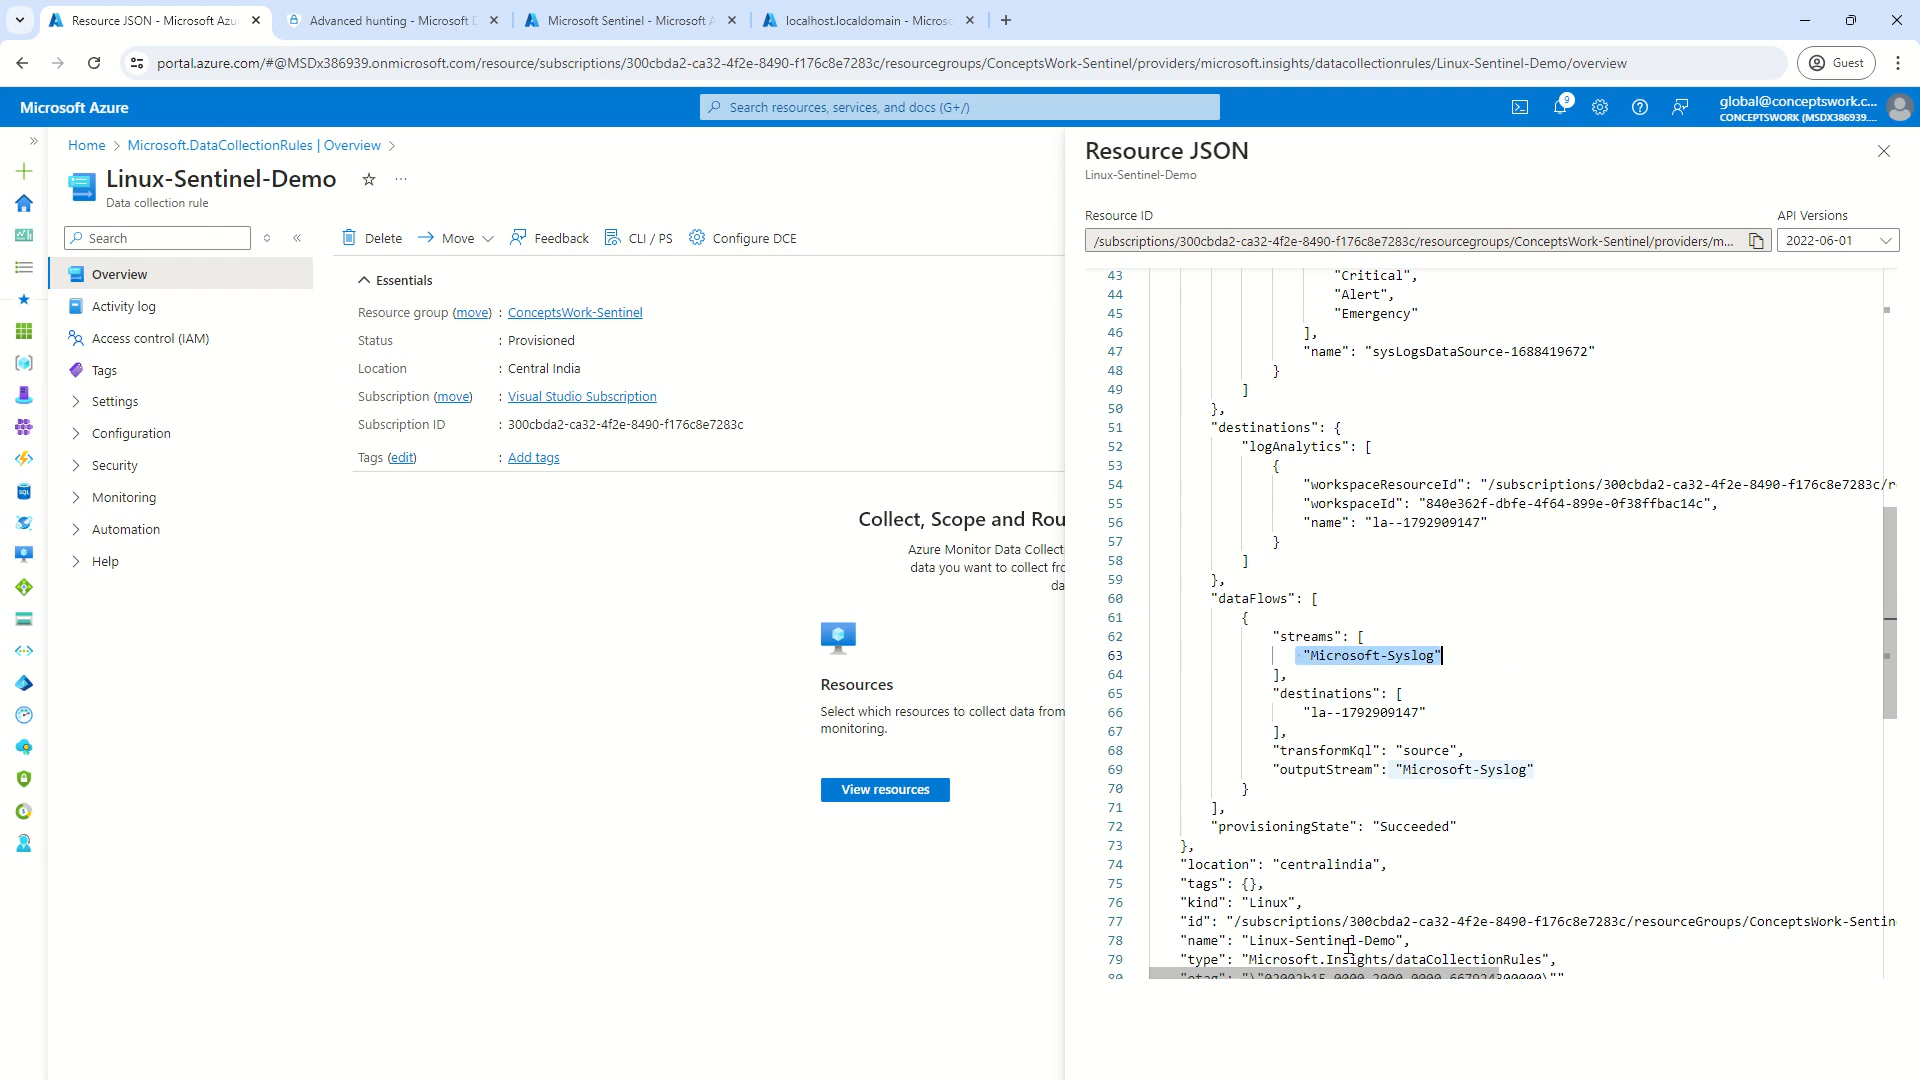 Resource JSON - Microsoft Azu
Advanced hunting - Microsoft D
Microsoft Sentinel - Microsoft A
localhost.localdomain - Microsc
portal.azure.com/#@MSDx386939.onmicrosoft.com/resource/subscriptions/300cbda2-ca32-4f2e-8490-f176c8e7283c/resourcegroups/ConceptsWork-Sentinel/providers/microsoft.insights/datacollectionrules/Linux-Sentinel-Demo/overview
Guest
Microsoft Azure
Search resources, services, and docs (G+/)
9
global@conceptswork.c...
CONCEPTSWORK (MSDX386939....
Home > Microsoft.DataCollectionRules | Overview >
Linux-Sentinel-Demo
Data collection rule
Search
Delete
Move
Feedback
CLI / PS
Configure DCE
Overview
Activity log
Access control (IAM)
Tags
Settings
Configuration
Security
Monitoring
Automation
Help
Essentials
Resource group (move) : ConceptsWork-Sentinel
Status : Provisioned
Location : Central India
Subscription (move) : Visual Studio Subscription
Subscription ID : 300cbda2-ca32-4f2e-8490-f176c8e7283c
Tags (edit) : Add tags
Collect, Scope and Rou
Azure Monitor Data Collect
data you want to collect fro
da
Resources
Select which resources to collect data from
monitoring.
View resources
Resource JSON
Linux-Sentinel-Demo
Resource ID
API Versions
/subscriptions/300cbda2-ca32-4f2e-8490-f176c8e7283c/resourcegroups/ConceptsWork-Sentinel/providers/m...
2022-06-01
43 "Critical",
44 "Alert",
45 "Emergency"
46 ],
47 "name": "sysLogsDataSource-1688419672"
48 }
49 ]
50 },
51 "destinations": {
52 "logAnalytics": [
53 {
54 "workspaceResourceId": "/subscriptions/300cbda2-ca32-4f2e-8490-f176c8e7283c/r
55 "workspaceId": "840e362f-dbfe-4f64-899e-0f38ffbac14c",
56 "name": "la--1792909147"
57 }
58 ]
59 },
60 "dataFlows": [
61 {
62 "streams": [
63 "Microsoft-Syslog"
64 ],
65 "destinations": [
66 "la--1792909147"
67 ],
68 "transformKql": "source",
69 "outputStream": "Microsoft-Syslog"
70 }
71 ],
72 "provisioningState": "Succeeded"
73 },
74 "location": "centralindia",
75 "tags": {},
76 "kind": "Linux",
77 "id": "/subscriptions/300cbda2-ca32-4f2e-8490-f176c8e7283c/resourceGroups/ConceptsWork-Sentin
78 "name": "Linux-Sentinel-Demo",
79 "type": "Microsoft.Insights/dataCollectionRules",
80